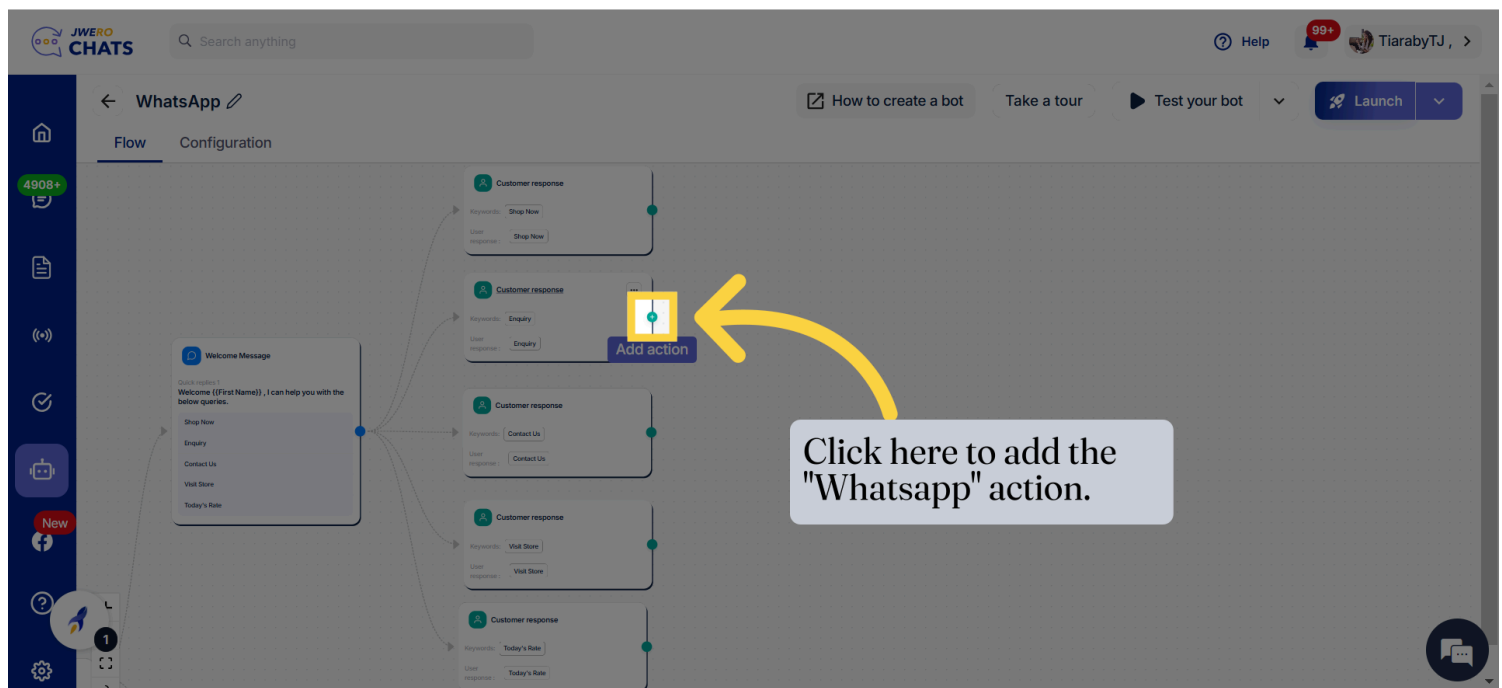 JWERO
CHATS
Search anything
Help
99+
TiarabyTJ ,
WhatsApp
How to create a bot
Take a tour
Test your bot
Launch
Flow
Configuration
4908+
New
1
Welcome Message
Quick replies 1
Welcome {{First Name}} , I can help you with the
below queries.
Shop Now
Enquiry
Contact Us
Visit Store
Today's Rate
Customer response
Keywords: Shop Now
User
response : Shop Now
Customer response
Keywords: Enquiry
User
response : Enquiry
Add action
Customer response
Keywords: Contact Us
User
response : Contact Us
Customer response
Keywords: Visit Store
User
response : Visit Store
Customer response
Keywords: Today's Rate
User
response : Today's Rate
Click here to add the
"Whatsapp" action.